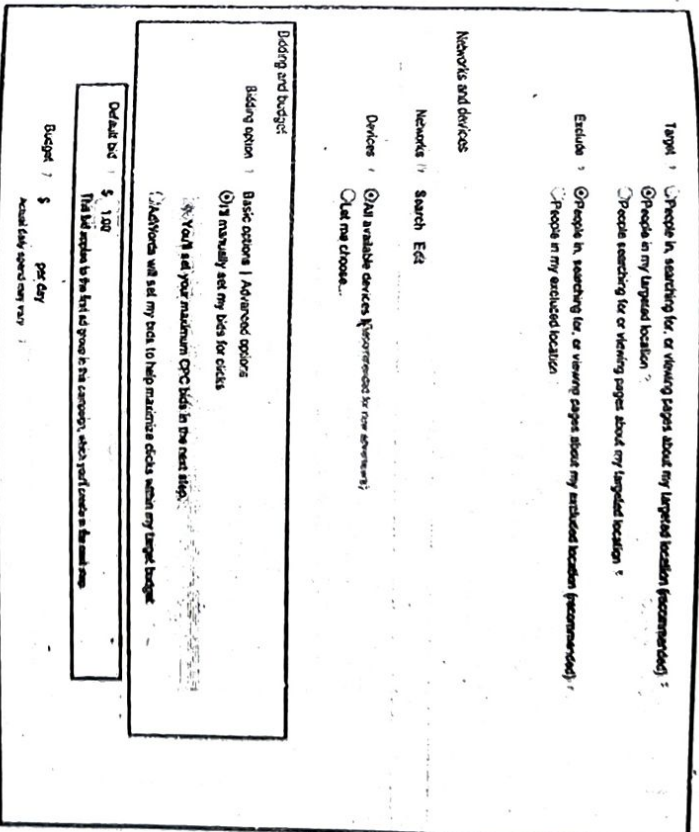 Target ? People in, searching for, or viewing pages about my targeted location (recommended) ?
People in my targeted location ?
People searching for or viewing pages about my targeted location ?
Exclude ? People in, searching for, or viewing pages about my excluded location (recommended) ?
People in my excluded location
Networks and devices
Networks ? Search Edit
Devices ? All available devices (Recommended for new advertisers)
Let me choose...
Bidding and budget
Bidding option ? Basic options | Advanced options
I'll manually set my bids for clicks
You'll set your maximum CPC bids in the next step.
AdWords will set my bids to help maximize clicks within my target budget
Default bid ? $ 1.00
This bid applies to the first ad group in this campaign, which you'll create in the next step.
Budget ? $ per day
Actual daily spend may vary ?